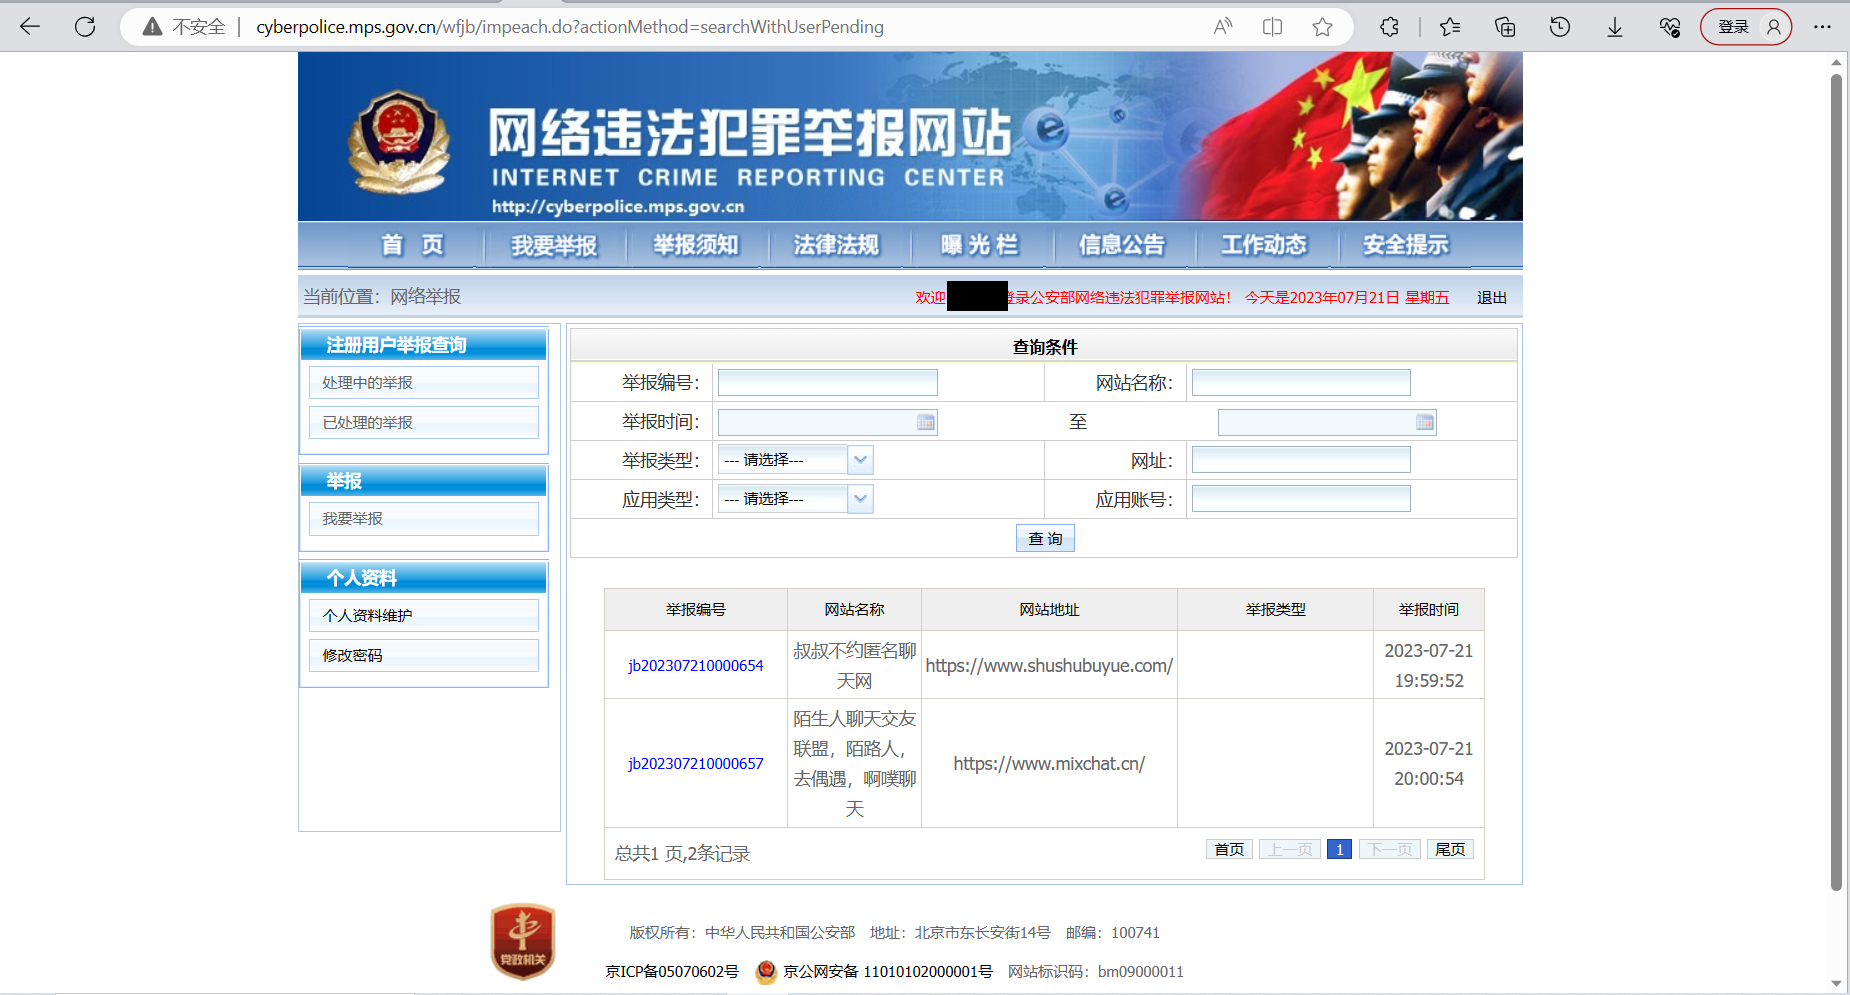 不安全 cyberpolice.mps.gov.cn/wfjb/impeach.do?actionMethod=searchWithUserPending
登录
网络违法犯罪举报网站
INTERNET CRIME REPORTING CENTER
http://cyberpolice.mps.gov.cn
首 页 我要举报 举报须知 法律法规 曝光栏 信息公告 工作动态 安全提示
当前位置：网络举报 欢迎 登录公安部网络违法犯罪举报网站！ 今天是2023年07月21日 星期五 退出
注册用户举报查询
处理中的举报
已处理的举报
举报
我要举报
个人资料
个人资料维护
修改密码
查询条件
举报编号： 网站名称：
举报时间： 至
举报类型： --- 请选择--- 网址：
应用类型： --- 请选择--- 应用账号：
查 询
举报编号 网站名称 网站地址 举报类型 举报时间
jb202307210000654 叔叔不约匿名聊天网 https://www.shushubuyue.com/ 2023-07-21 19:59:52
jb202307210000657 陌生人聊天交友联盟，陌路人，去偶遇，啊噗聊天 https://www.mixchat.cn/ 2023-07-21 20:00:54
总共1 页,2条记录 首页 上一页 1 下一页 尾页
党政机关
版权所有：中华人民共和国公安部 地址：北京市东长安街14号 邮编：100741
京ICP备05070602号 京公网安备 11010102000001号 网站标识码：bm09000011